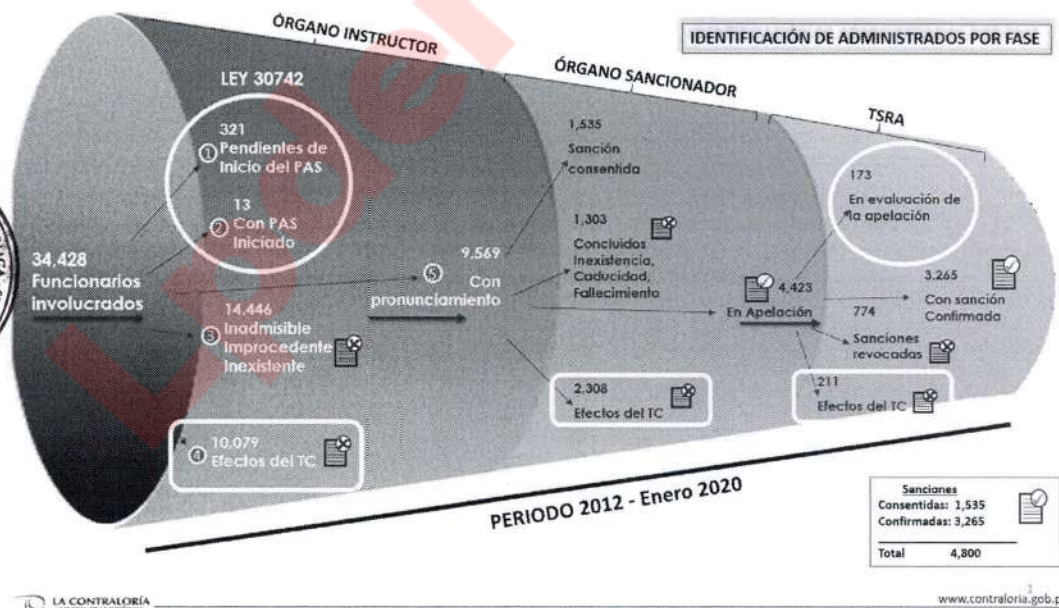 IDENTIFICACIÓN DE ADMINISTRADOS POR FASE
ÓRGANO INSTRUCTOR
ÓRGANO SANCIONADOR
TSRA
LEY 30742
321
① Pendientes de
Inicio del PAS
13
② Con PAS
Iniciado
34,428
Funcionarios
involucrados
14,446
③ Inadmisible
Improcedente
Inexistente
10,079
④ Efectos del TC
9,569
⑤ Con
pronunciamiento
1,535
Sanción
consentida
1,303
Concluidos
Inexistencia,
Caducidad,
Fallecimiento
2,308
Efectos del TC
4,423
En Apelación
173
En evaluación de
la apelación
3,265
Con sanción
Confirmada
774
Sanciones
revocadas
211
Efectos del TC
PERIODO 2012 - Enero 2020
Sanciones
Consentidas: 1,535
Confirmadas: 3,265
Total 4,800
LA CONTRALORÍA
1
www.contraloria.gob.p